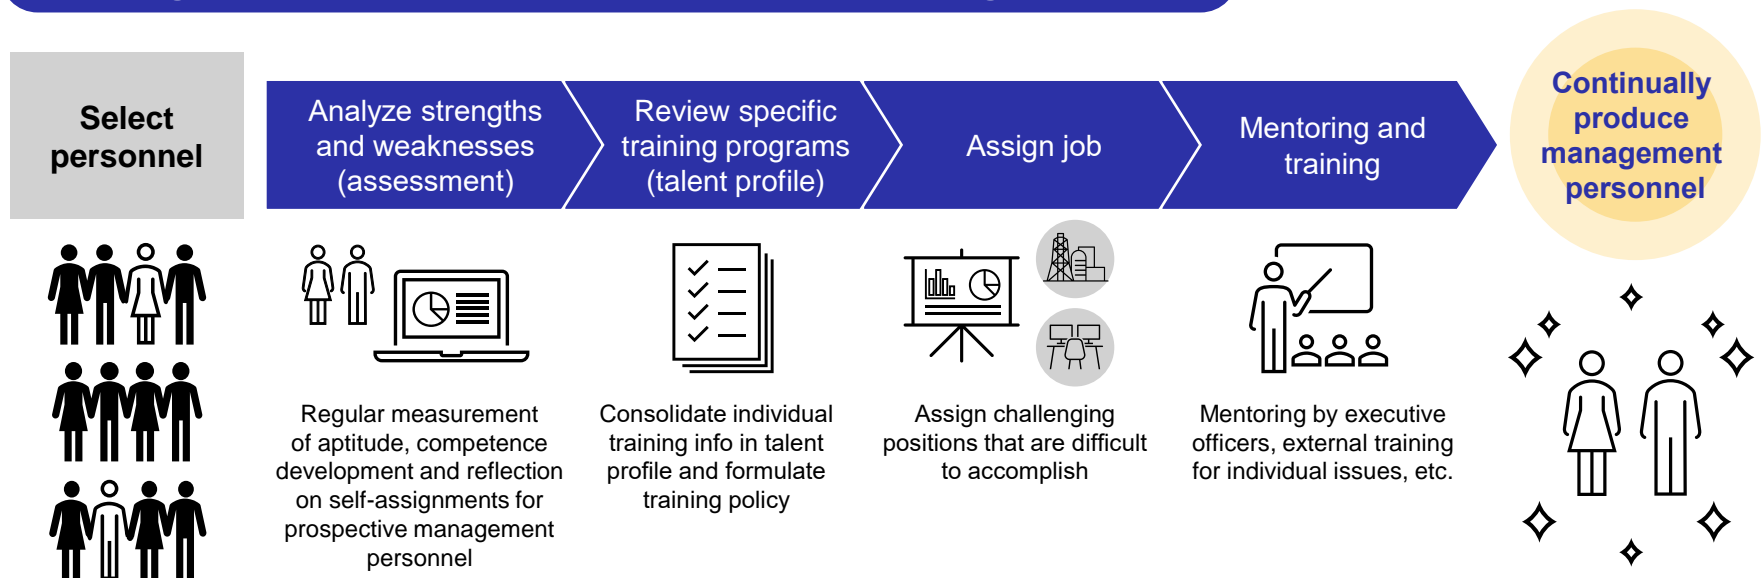 Select
personnel
Analyze strengths
and weaknesses
(assessment)
Review specific
training programs
(talent profile)
Assign job
Mentoring and
training
Continually
produce
management
personnel
Regular measurement
of aptitude, competence
development and reflection
on self-assignments for
prospective management
personnel
Consolidate individual
training info in talent
profile and formulate
training policy
Assign challenging
positions that are difficult
to accomplish
Mentoring by executive
officers, external training
for individual issues, etc.